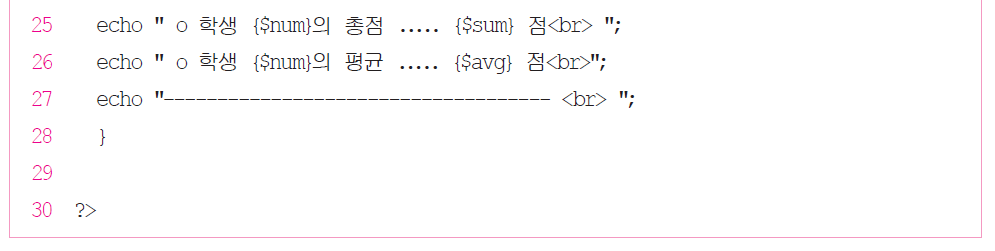 25 echo " o 학생 {$num}의 총점 ..... {$sum} 점<br> ";
26 echo " o 학생 {$num}의 평균 ..... {$avg} 점<br>";
27 echo "------------------------------------ <br> ";
28 }
29
30 ?>